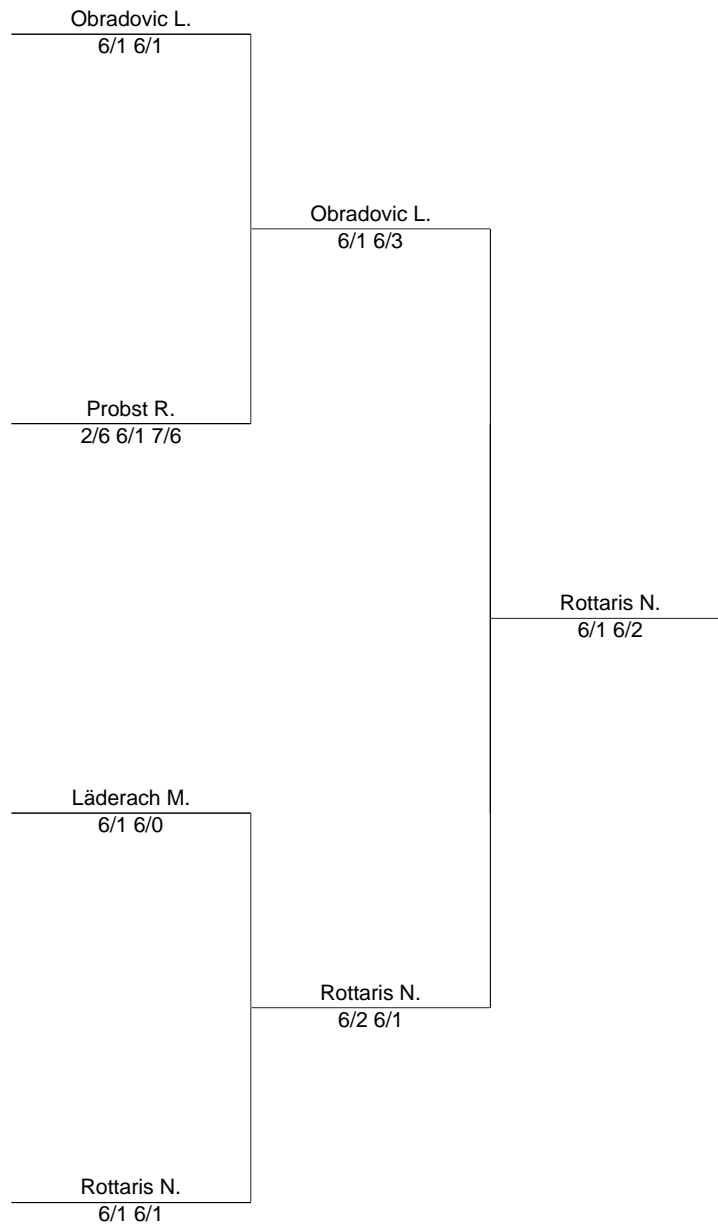 Obradovic L.
6/1 6/1
Obradovic L.
6/1 6/3
Probst R.
2/6 6/1 7/6
Rottaris N.
6/1 6/2
Läderach M.
6/1 6/0
Rottaris N.
6/2 6/1
Rottaris N.
6/1 6/1